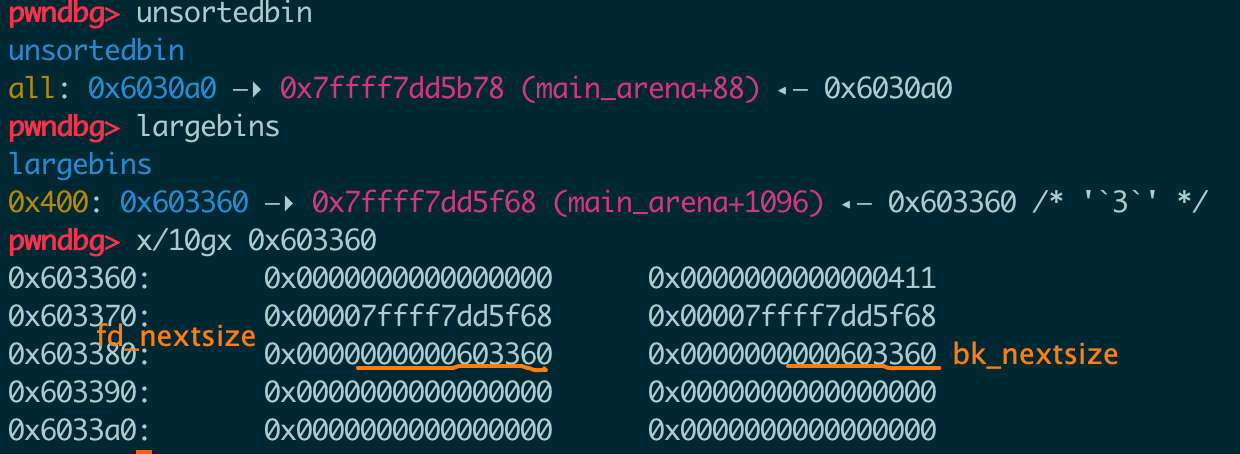 pwndbg> unsortedbin
unsortedbin
all: 0x6030a0 —▸ 0x7ffff7dd5b78 (main_arena+88) ◂— 0x6030a0
pwndbg> largebins
largebins
0x400: 0x603360 —▸ 0x7ffff7dd5f68 (main_arena+1096) ◂— 0x603360 /* '`3`' */
pwndbg> x/10gx 0x603360
0x603360: 0x0000000000000000 0x0000000000000411
0x603370: 0x00007ffff7dd5f68 0x00007ffff7dd5f68
fd_nextsize
0x603380: 0x0000000000603360 0x0000000000603360 bk_nextsize
0x603390: 0x0000000000000000 0x0000000000000000
0x6033a0: 0x0000000000000000 0x0000000000000000